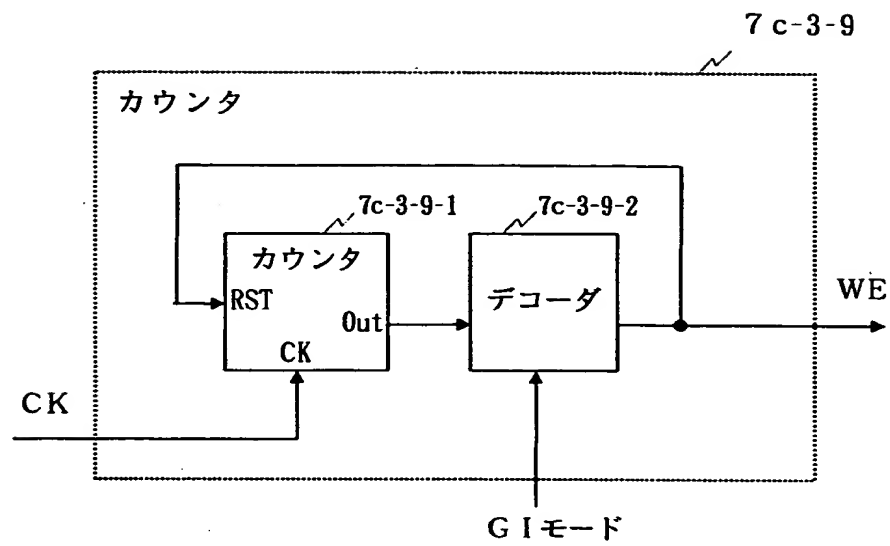 7c-3-9
カウンタ
7c-3-9-1
7c-3-9-2
カウンタ
デコーダ
WE
RST
Out
CK
CK
GIモード